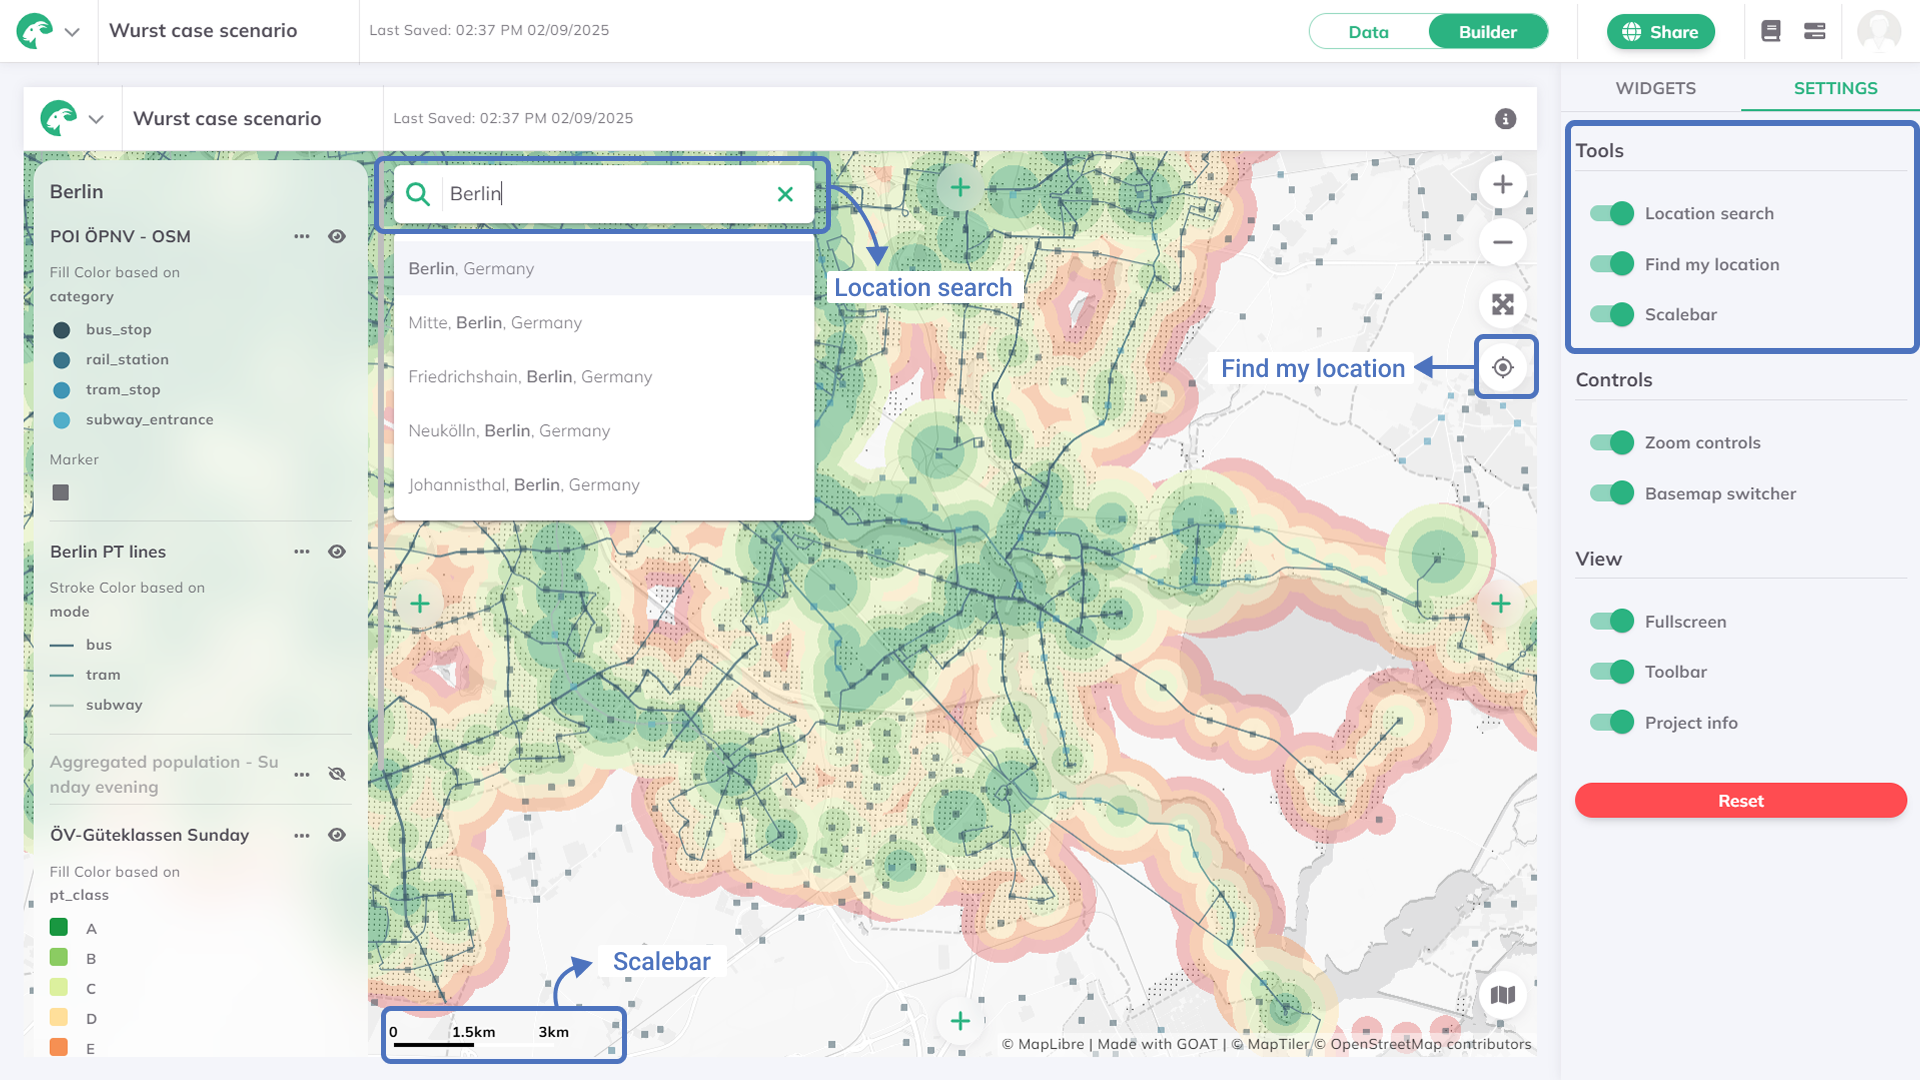 Wurst case scenario
Last Saved: 02:37 PM 02/09/2025
Data
Builder
Share
Wurst case scenario
Last Saved: 02:37 PM 02/09/2025
WIDGETS
SETTINGS
Berlin
POI ÖPNV - OSM
Fill Color based on
category
bus_stop
rail_station
tram_stop
subway_entrance
Marker
Berlin PT lines
Stroke Color based on
mode
bus
tram
subway
Aggregated population - Su
nday evening
ÖV-Güteklassen Sunday
Fill Color based on
pt_class
A
B
C
D
E
Berlin
Berlin, Germany
Mitte, Berlin, Germany
Friedrichshain, Berlin, Germany
Neukölln, Berlin, Germany
Johannisthal, Berlin, Germany
Location search
Find my location
Scalebar
0 1.5km 3km
© MapLibre | Made with GOAT | © MapTiler © OpenStreetMap contributors
Tools
Location search
Find my location
Scalebar
Controls
Zoom controls
Basemap switcher
View
Fullscreen
Toolbar
Project info
Reset